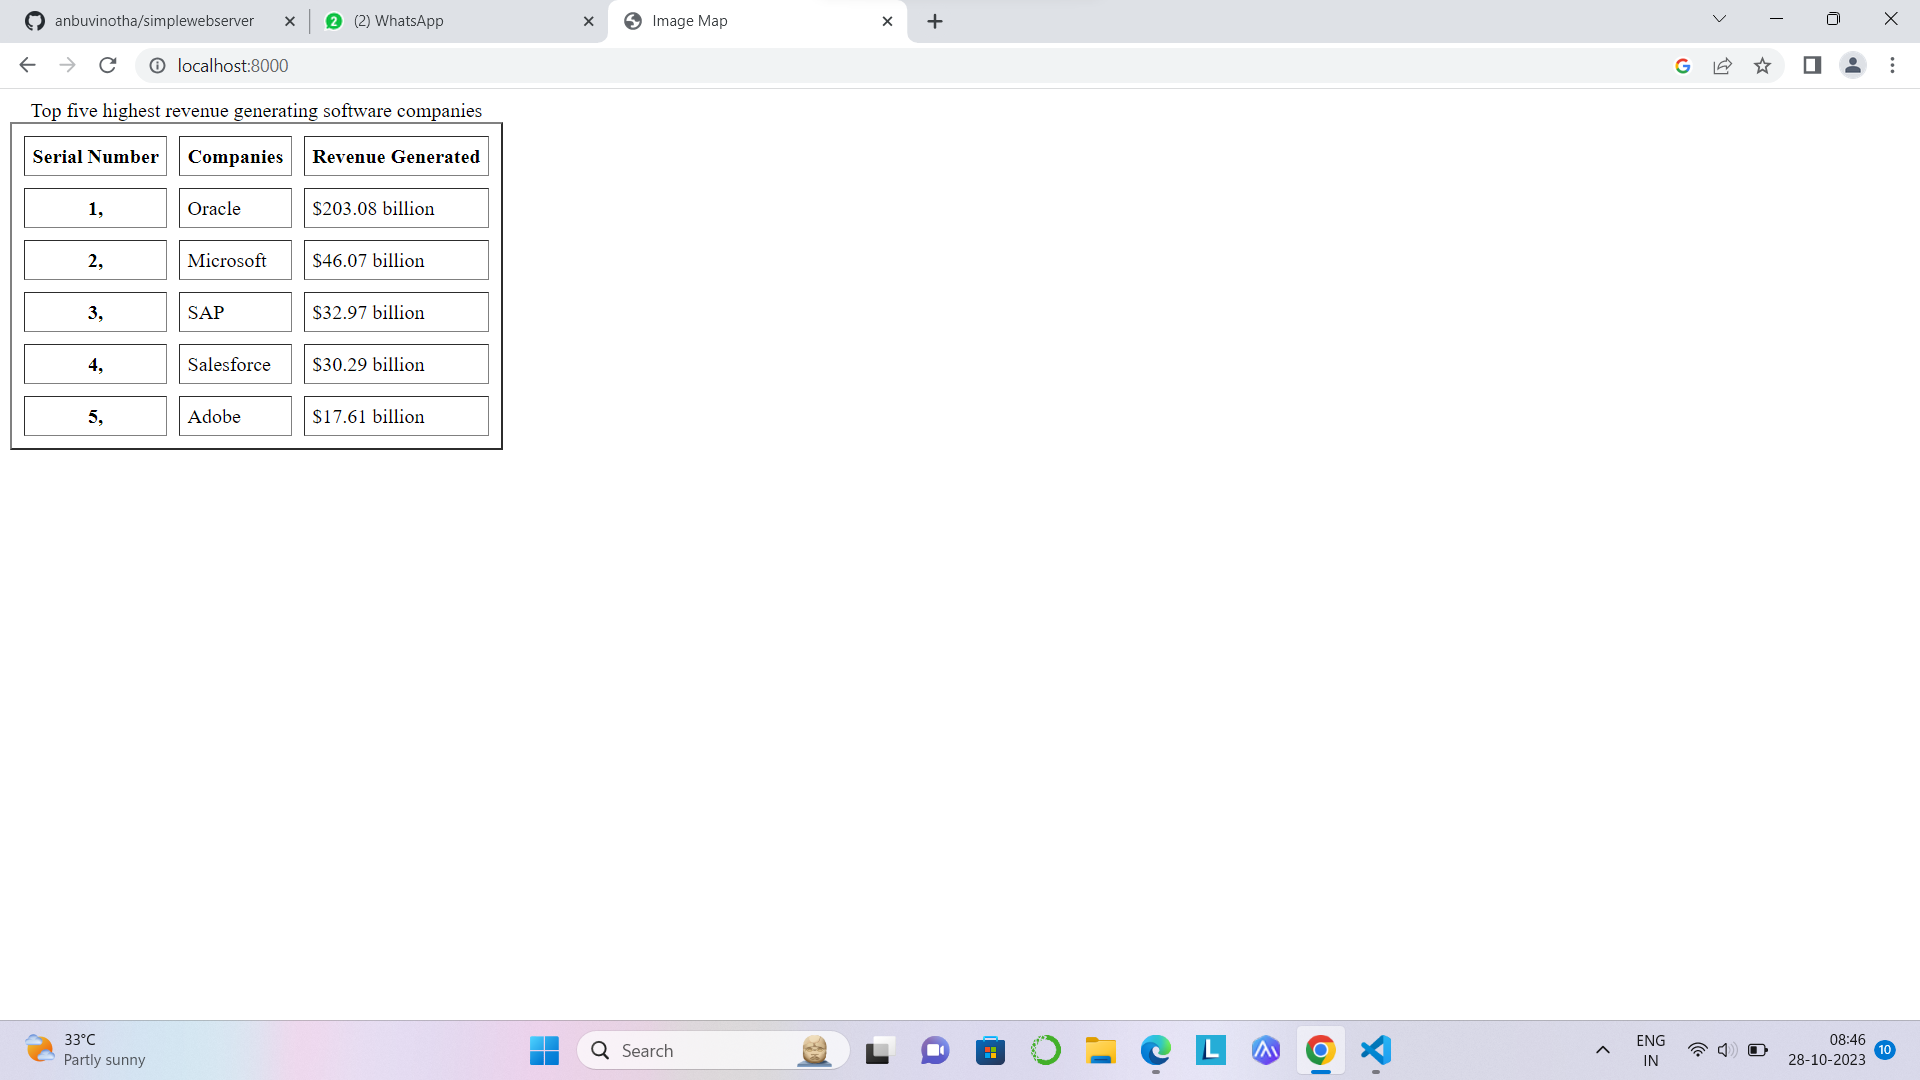 anbuvinotha/simplewebserver
2 (2) WhatsApp
Image Map
localhost:8000
Top five highest revenue generating software companies
Serial Number Companies Revenue Generated
1, Oracle $203.08 billion
2, Microsoft $46.07 billion
3, SAP $32.97 billion
4, Salesforce $30.29 billion
5, Adobe $17.61 billion
33°C
Partly sunny
Search
L
ENG
IN
08:46
28-10-2023
10